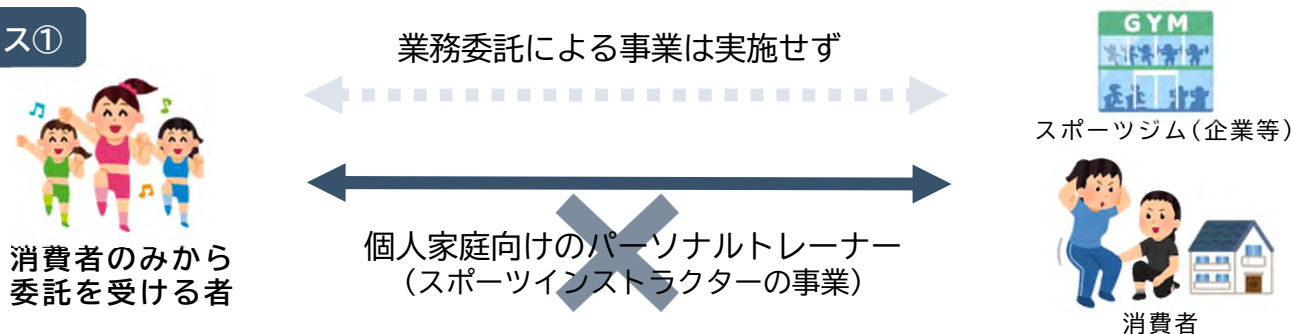 ス①
業務委託による事業は実施せず
GYM
スポーツジム(企業等)
消費者のみから
委託を受ける者
個人家庭向けのパーソナルトレーナー
(スポーツインストラクターの事業)
消費者